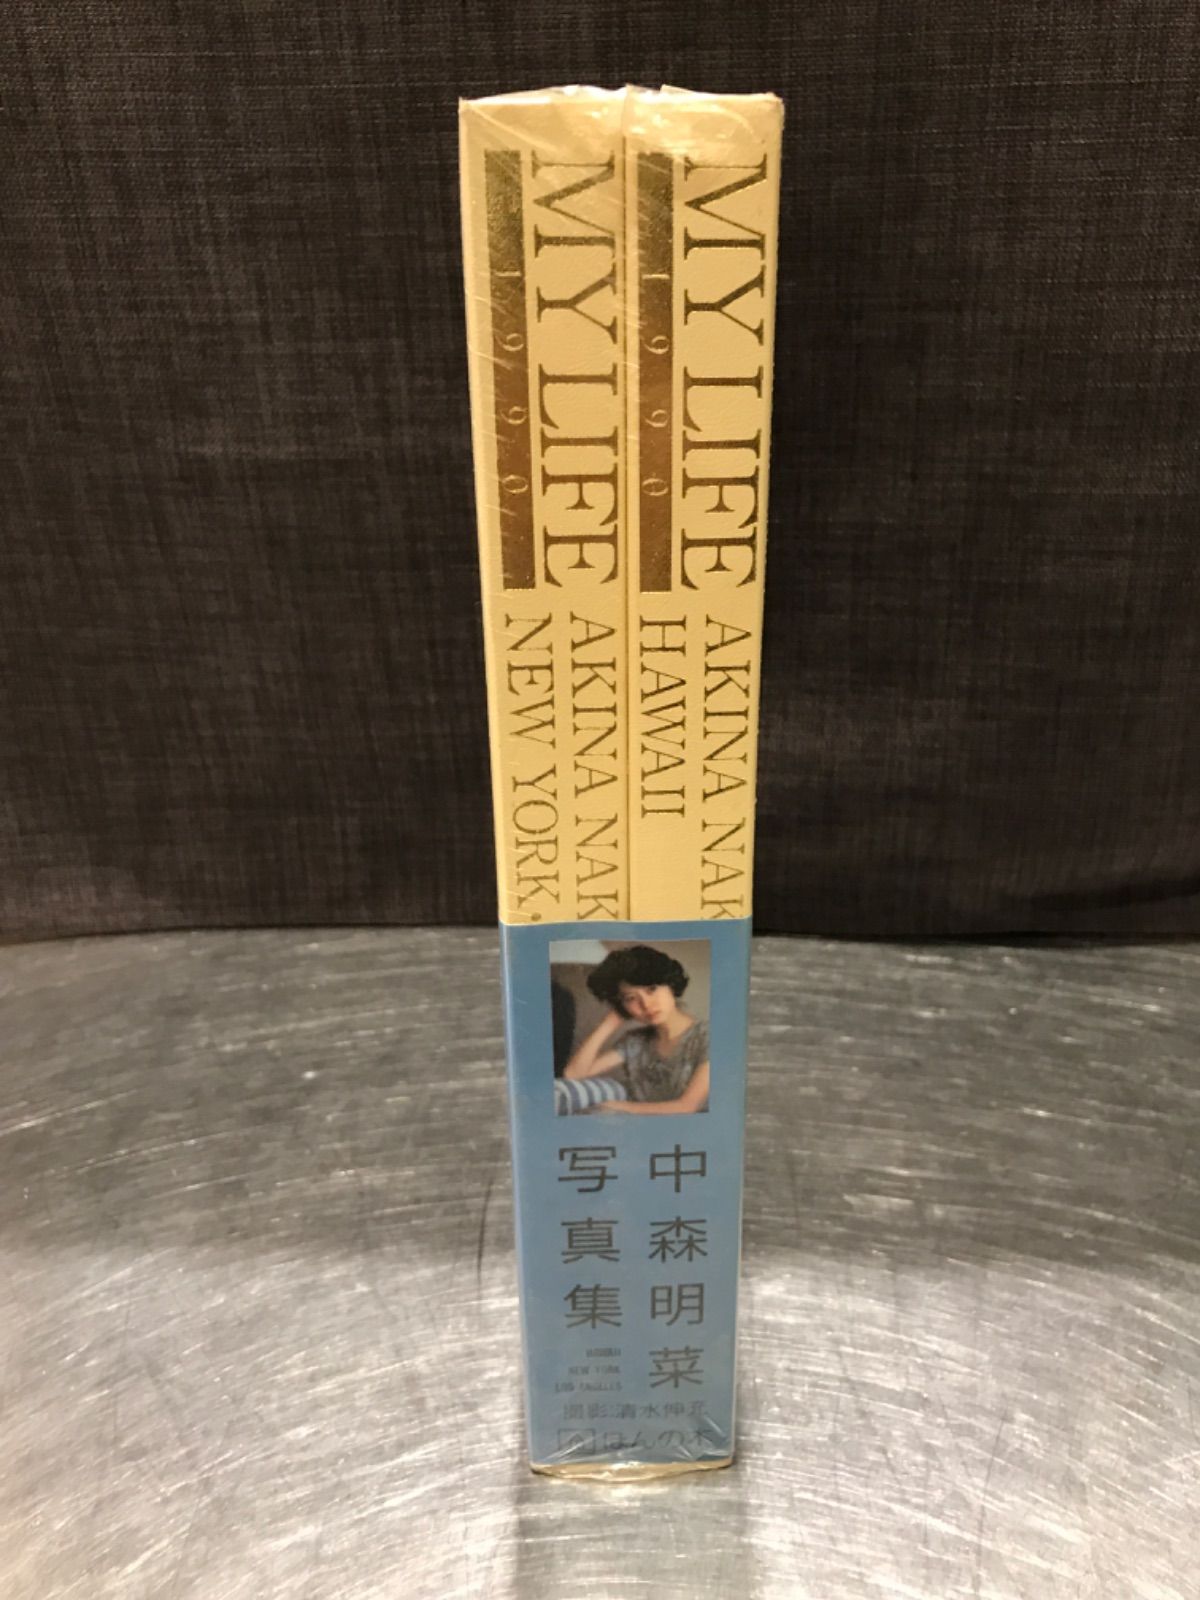 MY LIFE
1990
AKINA NAK
HAWAII
MY LIFE
1990
AKINA NAK
NEW YORK.
中森明菜
写真集
HAWAII
NEW YORK
LOS ANGELES
撮影:清水伸充
ほんの木